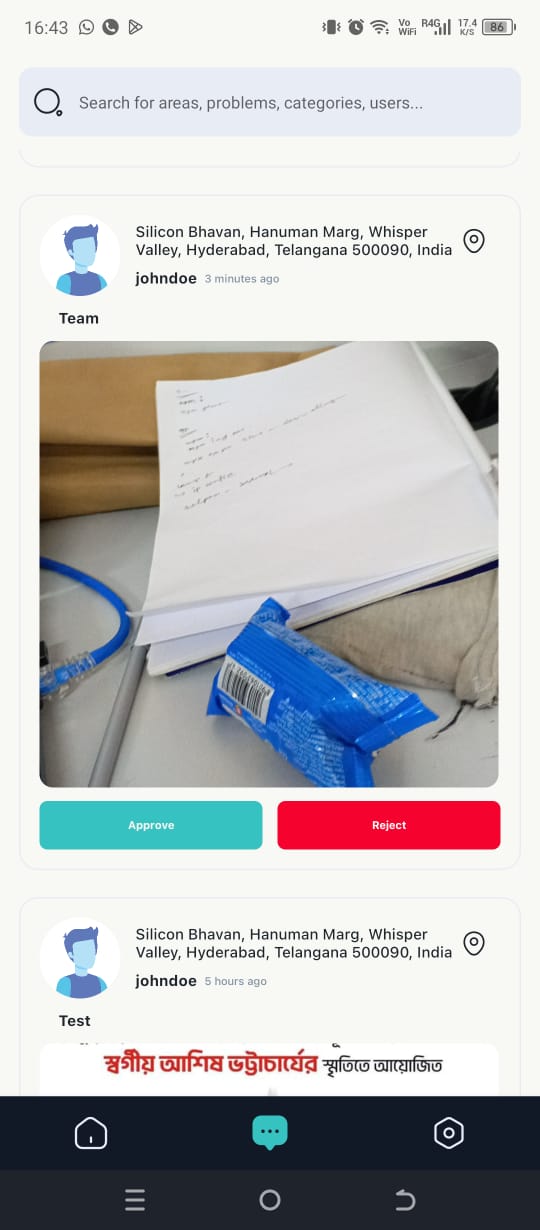 16:43
Vo WiFi R4G 17.4 K/S 86
Search for areas, problems, categories, users...
Silicon Bhavan, Hanuman Marg, Whisper
Valley, Hyderabad, Telangana 500090, India
johndoe 3 minutes ago
Team
Approve
Reject
Silicon Bhavan, Hanuman Marg, Whisper
Valley, Hyderabad, Telangana 500090, India
johndoe 5 hours ago
Test
স্বর্গীয় আশিষ ভট্টাচার্যের স্মৃতিতে আয়োজিত